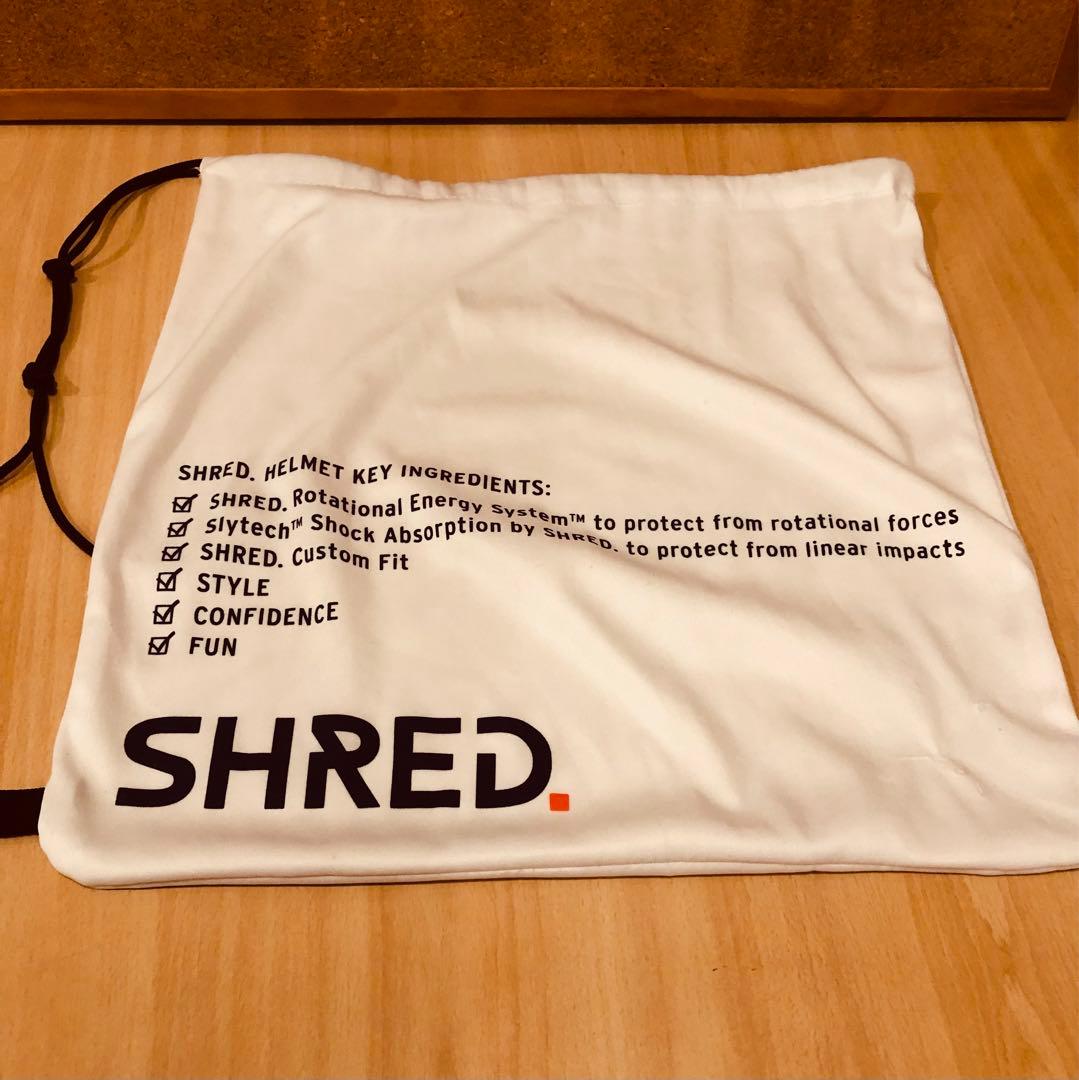 SHRED. HELMET KEY INGREDIENTS:
☑ SHRED. Rotational Energy System™ to protect from rotational forces
☑ Slytech™ Shock Absorption by SHRED. to protect from linear impacts
☑ SHRED. Custom Fit
☑ STYLE
☑ CONFIDENCE
☑ FUN
SHRED.